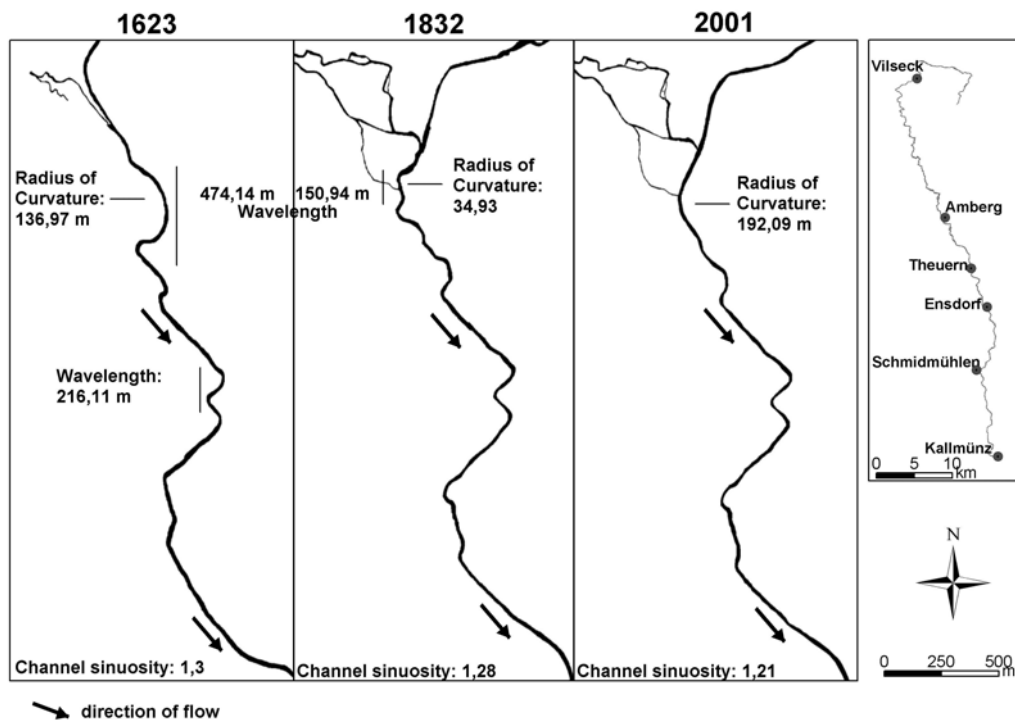 1623
1832
2001
Radius of
Curvature:
136,97 m
474,14 m
150,94 m
Wavelength
Radius of
Curvature:
34,93
Radius of
Curvature:
192,09 m
Wavelength:
216,11 m
Channel sinuosity: 1,3
Channel sinuosity: 1,28
Channel sinuosity: 1,21
direction of flow
Vilseck
Amberg
Theuern
Ensdorf
Schmidmühlen
Kallmünz
0 5 10
km
N
0 250 500
m